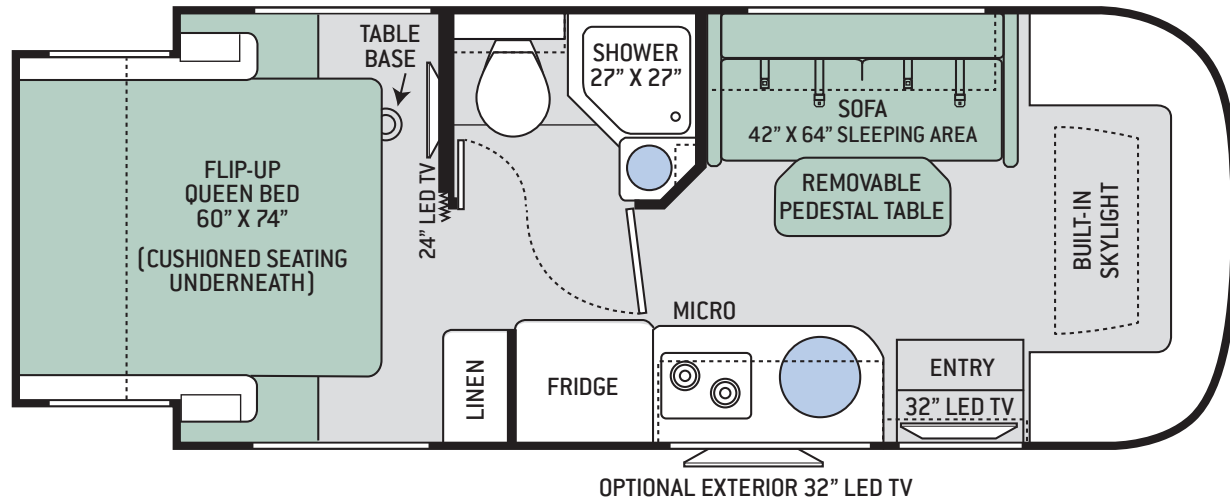 TABLE
BASE
SHOWER
27” X 27”
SOFA
42” X 64” SLEEPING AREA
FLIP-UP
QUEEN BED
60” X 74”
(CUSHIONED SEATING
UNDERNEATH)
24” LED TV
REMOVABLE
PEDESTAL TABLE
BUILT-IN
SKYLIGHT
MICRO
LINEN
FRIDGE
ENTRY
32” LED TV
OPTIONAL EXTERIOR 32” LED TV